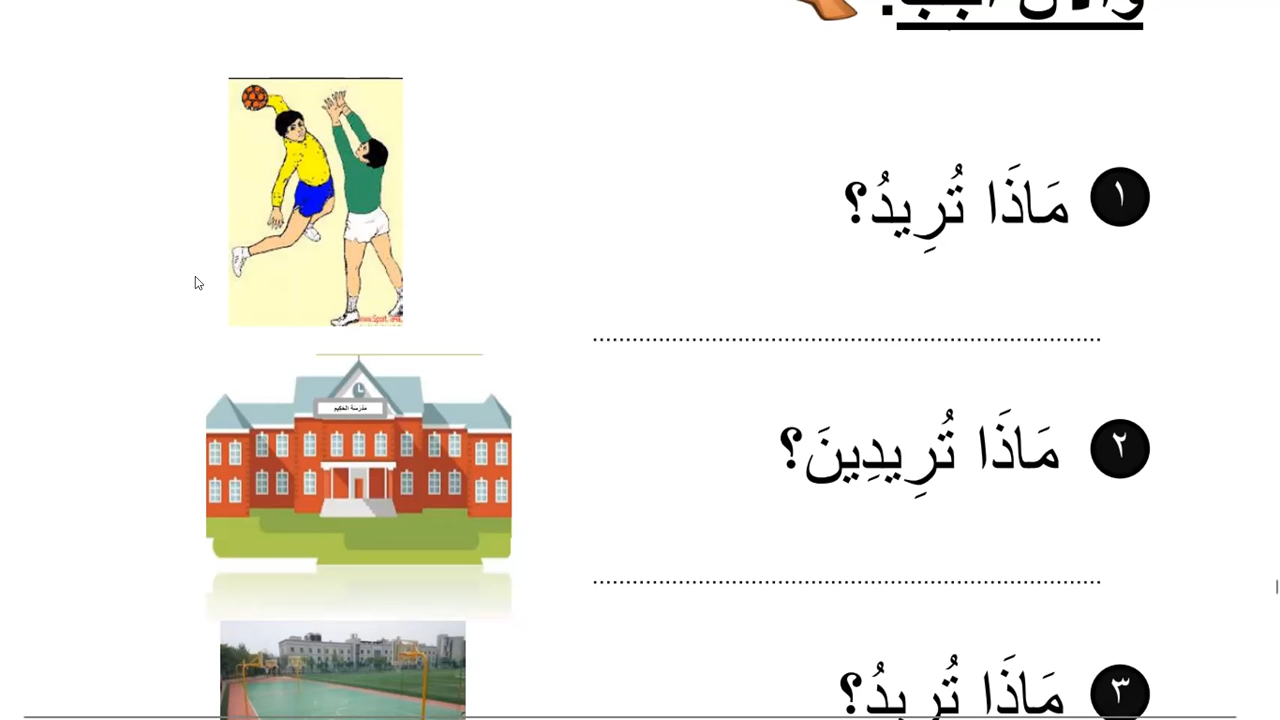 ١ مَاذَا تُرِيدُ؟
مدرسة الحكيم
٢ مَاذَا تُرِيدِينَ؟
٣ مَاذَا تُرِيدُ؟